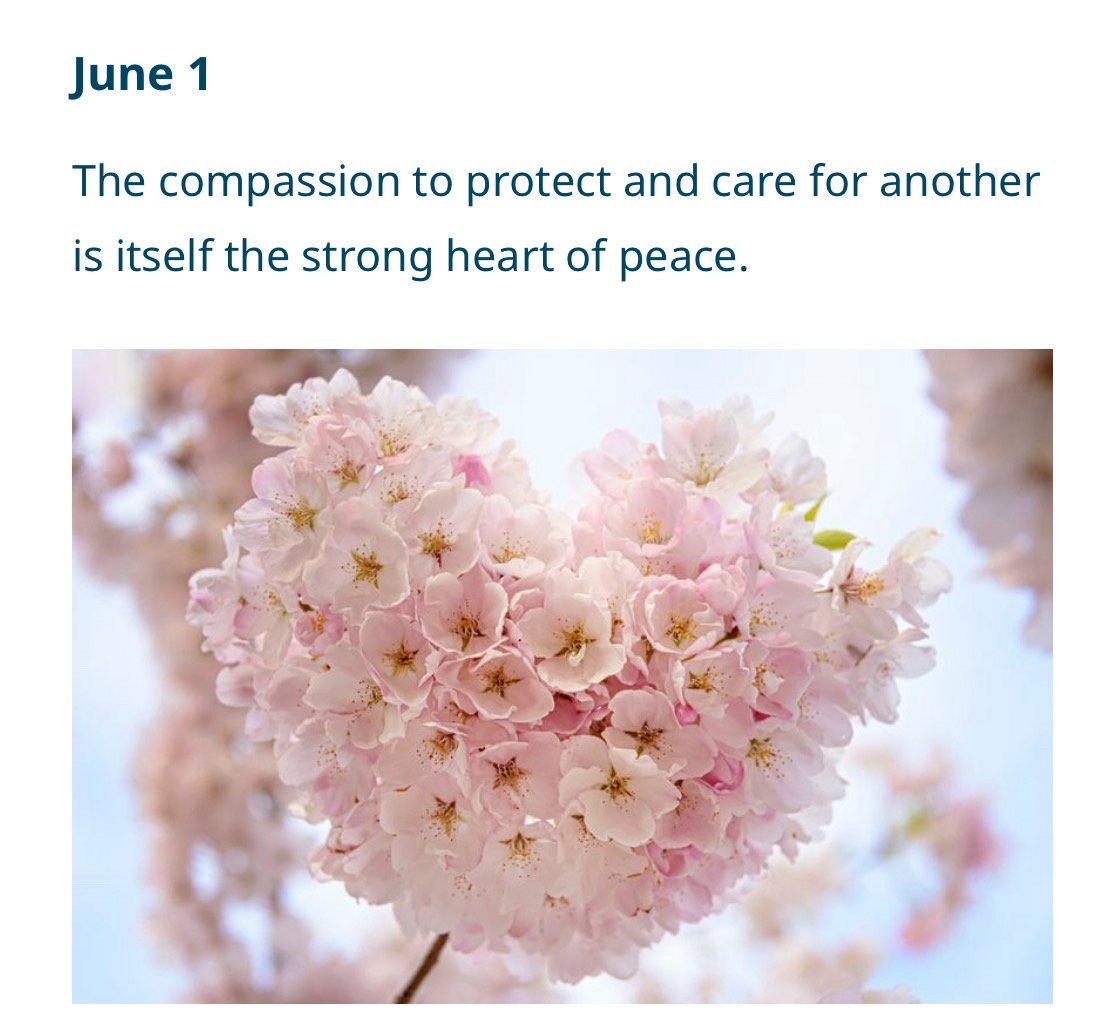 June 1
The compassion to protect and care for another
is itself the strong heart of peace.